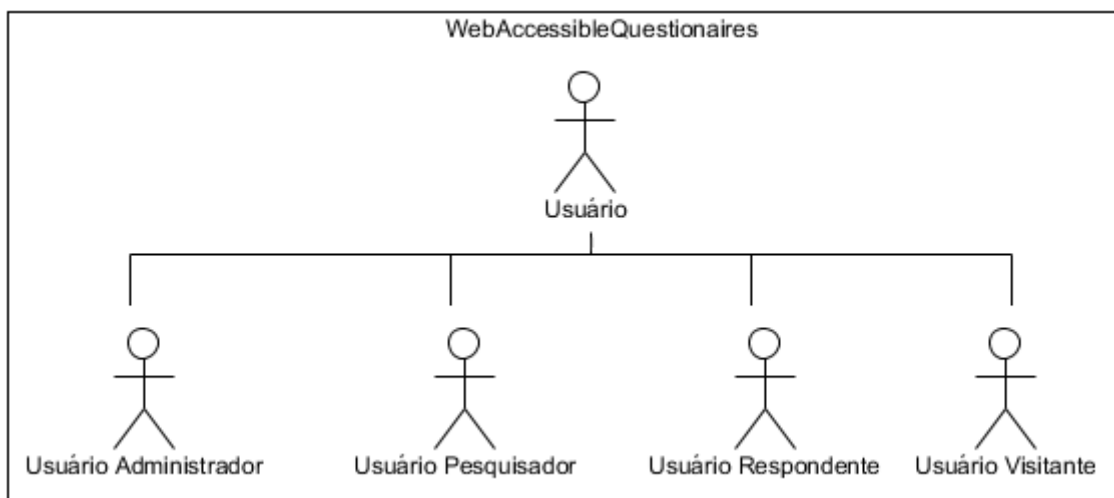 WebAccessibleQuestionaires
Usuário
Usuário Administrador
Usuário Pesquisador
Usuário Respondente
Usuário Visitante